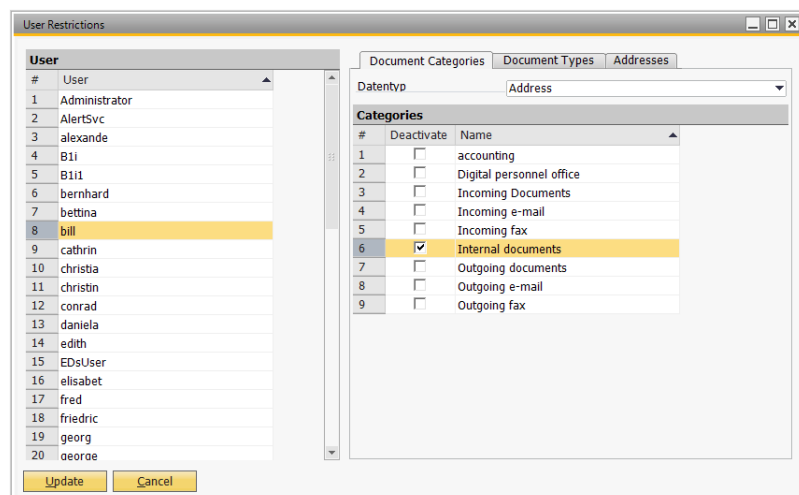 User Restrictions
User
# User
1 Administrator
2 AlertSvc
3 alexande
4 B1i
5 B1i1
6 bernhard
7 bettina
8 bill
9 cathrin
10 christia
11 christin
12 conrad
13 daniela
14 edith
15 EDsUser
16 elisabet
17 fred
18 friedric
19 georg
20 george
Document Categories Document Types Addresses
Datentyp Address
Categories
# Deactivate Name
1 accounting
2 Digital personnel office
3 Incoming Documents
4 Incoming e-mail
5 Incoming fax
6 Internal documents
7 Outgoing documents
8 Outgoing e-mail
9 Outgoing fax
Update Cancel